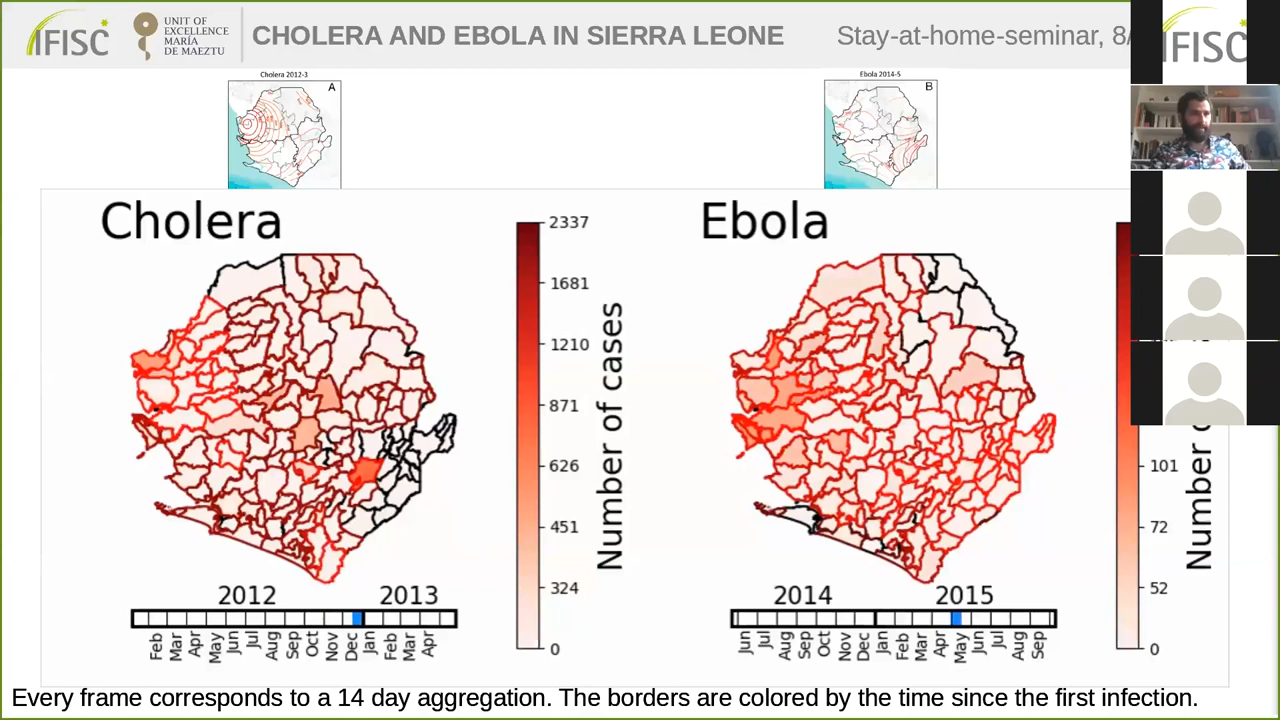 IFISC
UNIT OF
EXCELLENCE
MARÍA
DE MAEZTU
CHOLERA AND EBOLA IN SIERRA LEONE
Stay-at-home-seminar, 8/
IFISC
Cholera 2012-3
A
Ebola 2014-5
B
Cholera
2337
1681
1210
871
626
451
324
0
Number of cases
2012
2013
Feb
Mar
Apr
May
Jun
Jul
Aug
Sep
Oct
Nov
Dec
Jan
Feb
Mar
Apr
Ebola
101
72
52
0
Number
2014
2015
Jun
Jul
Aug
Sep
Oct
Nov
Dec
Jan
Feb
Mar
Apr
May
Jun
Jul
Aug
Sep
Every frame corresponds to a 14 day aggregation. The borders are colored by the time since the first infection.